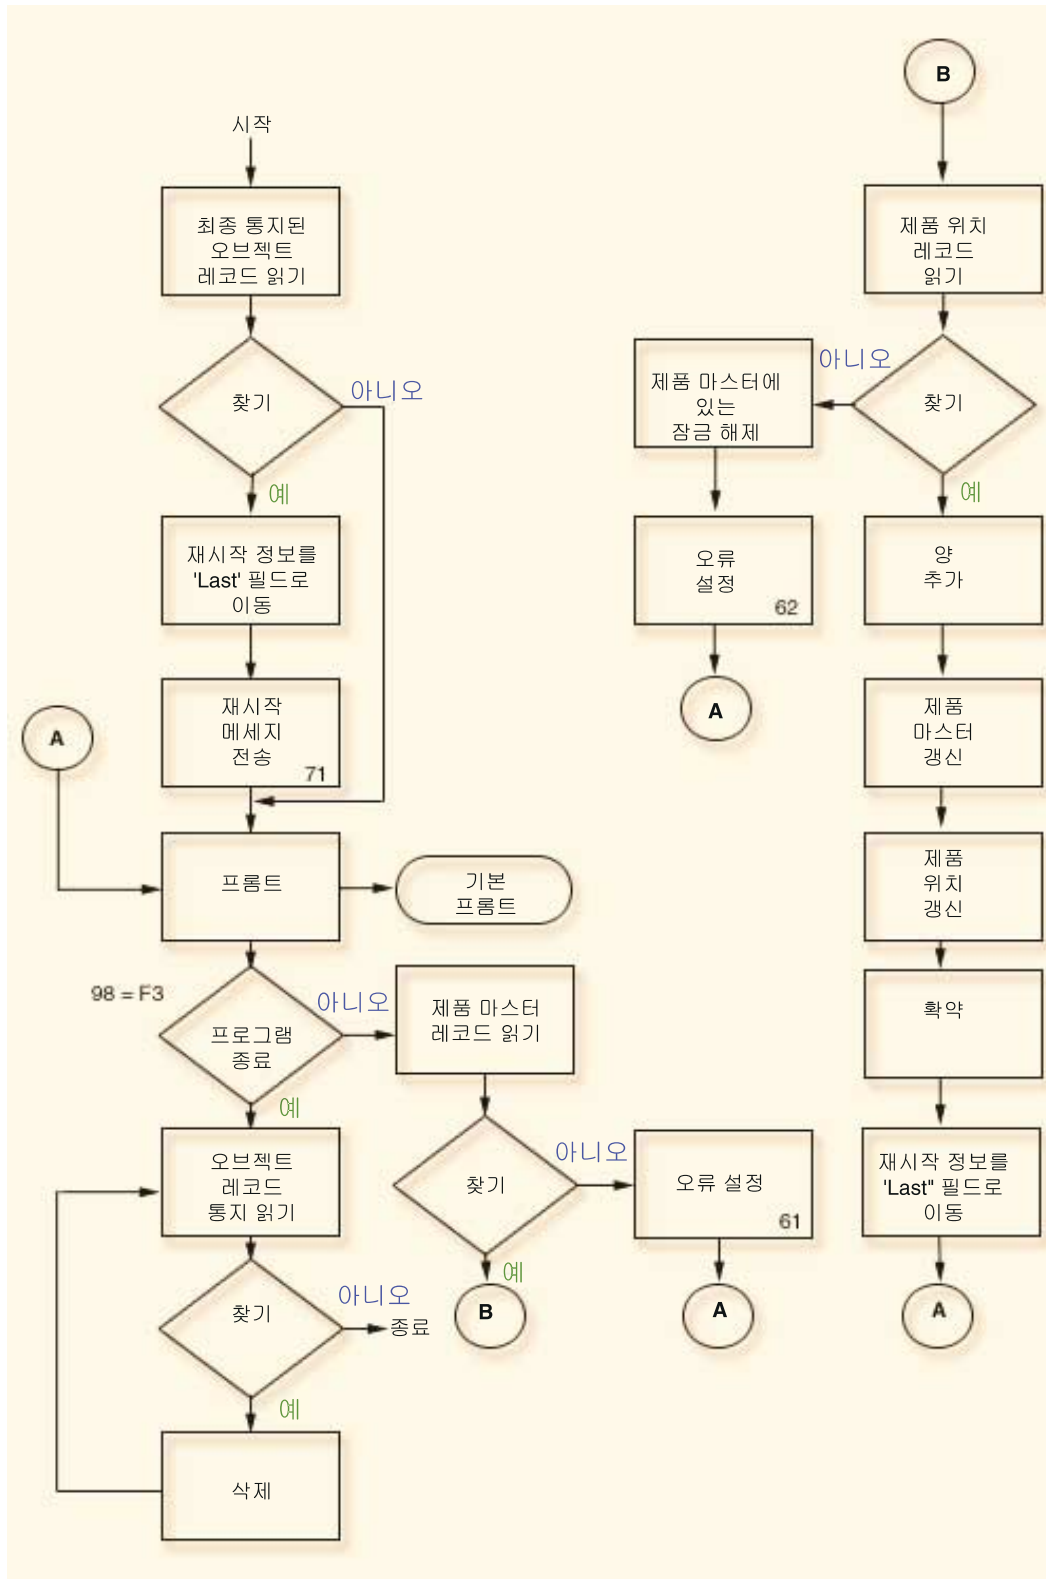 시작
최종 통지된
오브젝트
레코드 읽기
찾기
아니오
예
재시작 정보를
'Last' 필드로
이동
재시작
메세지
전송
71
A
프롬트
기본
프롬트
98 = F3
프로그램
종료
아니오
예
제품 마스터
레코드 읽기
오브젝트
레코드
통지 읽기
찾기
아니오
종료
예
삭제
찾기
아니오
예
B
오류 설정
61
A
B
제품 위치
레코드
읽기
찾기
아니오
예
제품 마스터에
있는
잠금 해제
오류
설정
62
A
양
추가
제품
마스터
갱신
제품
위치
갱신
확약
재시작 정보를
'Last" 필드로
이동
A